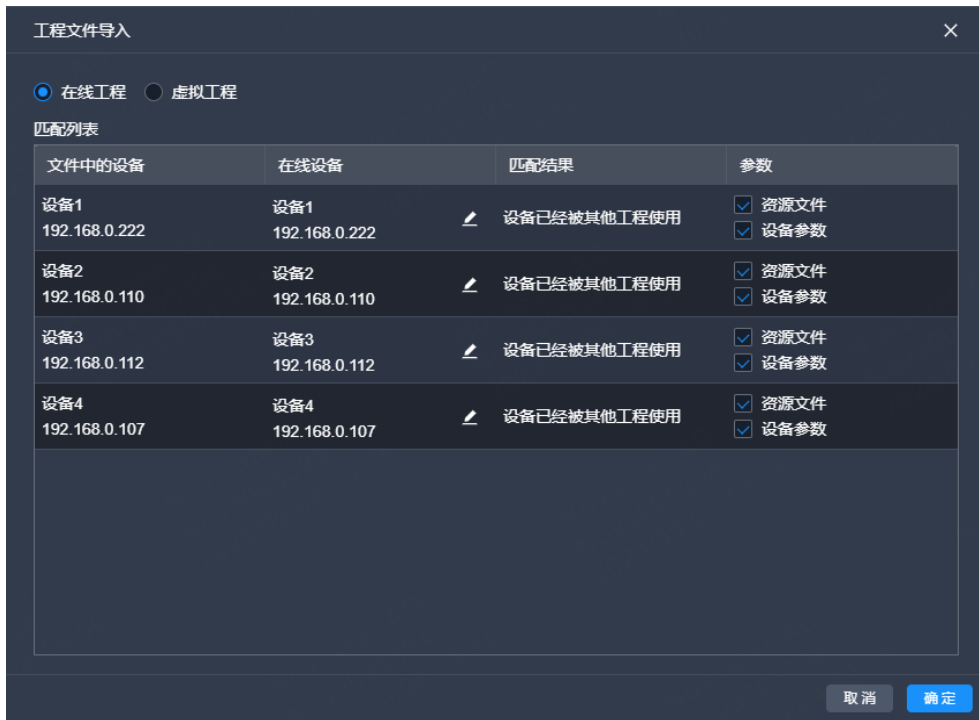 工程文件导入
在线工程 虚拟工程
匹配列表
文件中的设备 在线设备 匹配结果 参数
设备1 设备1 设备已经被其他工程使用 资源文件
192.168.0.222 192.168.0.222 设备参数
设备2 设备2 设备已经被其他工程使用 资源文件
192.168.0.110 192.168.0.110 设备参数
设备3 设备3 设备已经被其他工程使用 资源文件
192.168.0.112 192.168.0.112 设备参数
设备4 设备4 设备已经被其他工程使用 资源文件
192.168.0.107 192.168.0.107 设备参数
取消 确定